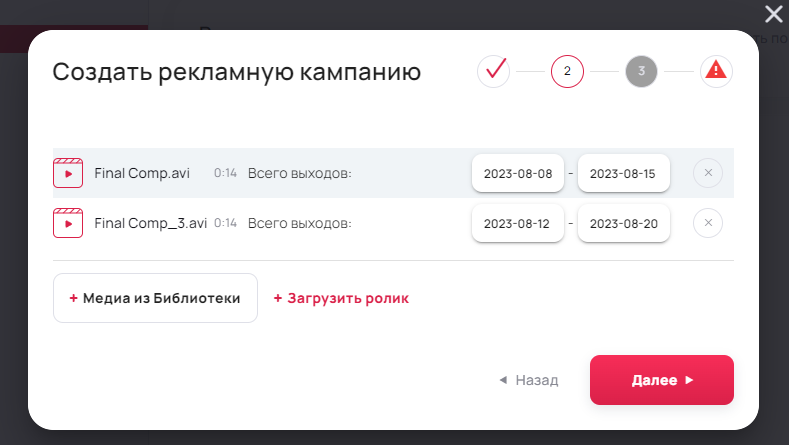 Создать рекламную кампанию
2
3
Final Comp.avi 0:14 Всего выходов: 2023-08-08 - 2023-08-15
Final Comp_3.avi 0:14 Всего выходов: 2023-08-12 - 2023-08-20
+ Медиа из Библиотеки + Загрузить ролик
Назад Далее